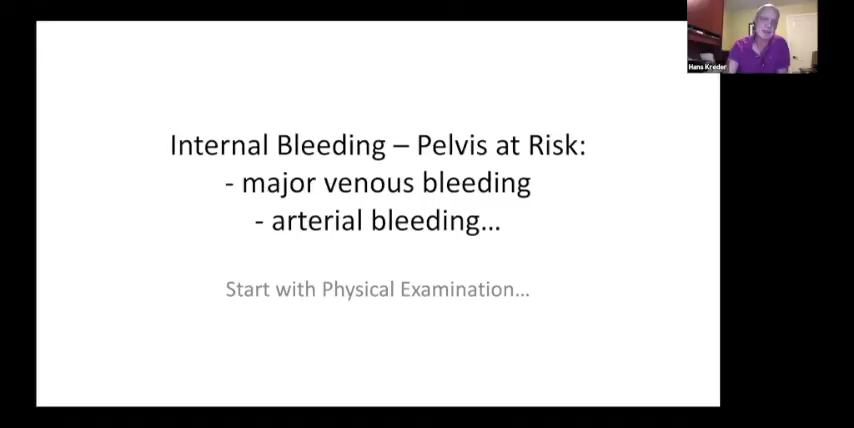 Internal Bleeding – Pelvis at Risk:
- major venous bleeding
- arterial bleeding…
Start with Physical Examination…
Hans Kreder